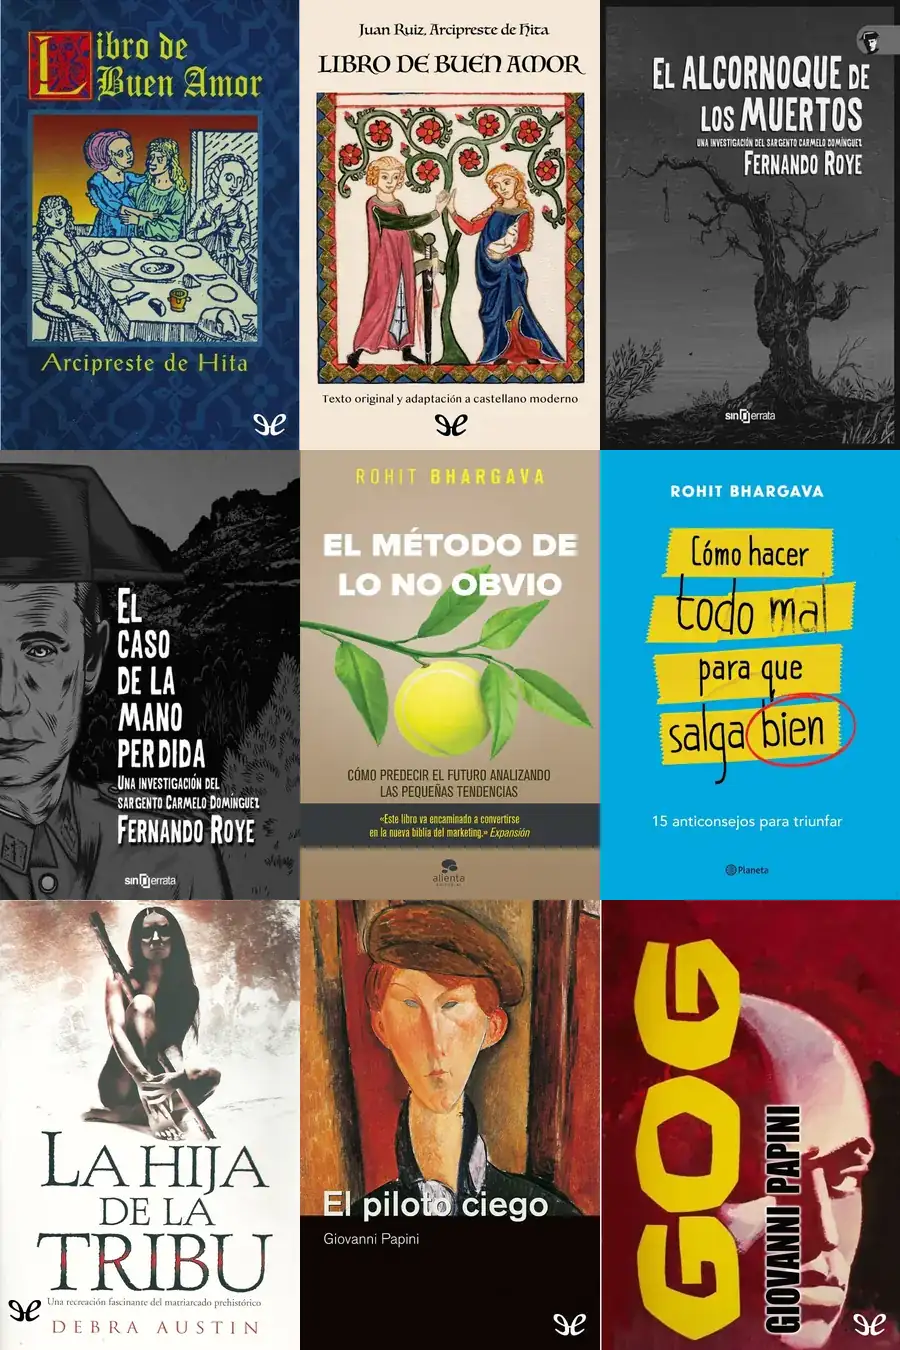 Libro de
Buen Amor
Arcipreste de Hita
Juan Ruiz, Arcipreste de Hita
LIBRO DE BUEN AMOR
Texto original y adaptación a castellano moderno
EL ALCORNOQUE DE
LOS MUERTOS
UNA INVESTIGACIÓN DEL SARGENTO CARMELO DOMÍNGUEZ
FERNANDO ROYE
sinerrata
EL
CASO
DE LA
MANO
PERDIDA
UNA INVESTIGACIÓN DEL
SARGENTO CARMELO DOMÍNGUEZ
FERNANDO ROYE
sinerrata
ROHIT BHARGAVA
EL MÉTODO DE
LO NO OBVIO
CÓMO PREDECIR EL FUTURO ANALIZANDO
LAS PEQUEÑAS TENDENCIAS
«Este libro va encaminado a convertirse
en la nueva biblia del marketing.» Expansión
alienta
EDITORIAL
ROHIT BHARGAVA
Cómo hacer
todo mal
para que
salga bien
15 anticonsejos para triunfar
Planeta
LA HIJA
DE LA
TRIBU
Una recreación fascinante del matriarcado prehistórico
DEBRA AUSTIN
El piloto ciego
Giovanni Papini
GOG
GIOVANNI PAPINI